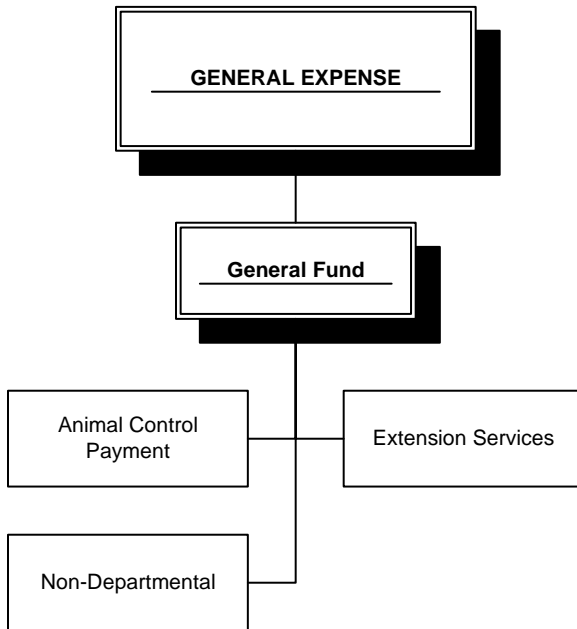 GENERAL EXPENSE
General Fund
Animal Control
Payment
Extension Services
Non-Departmental